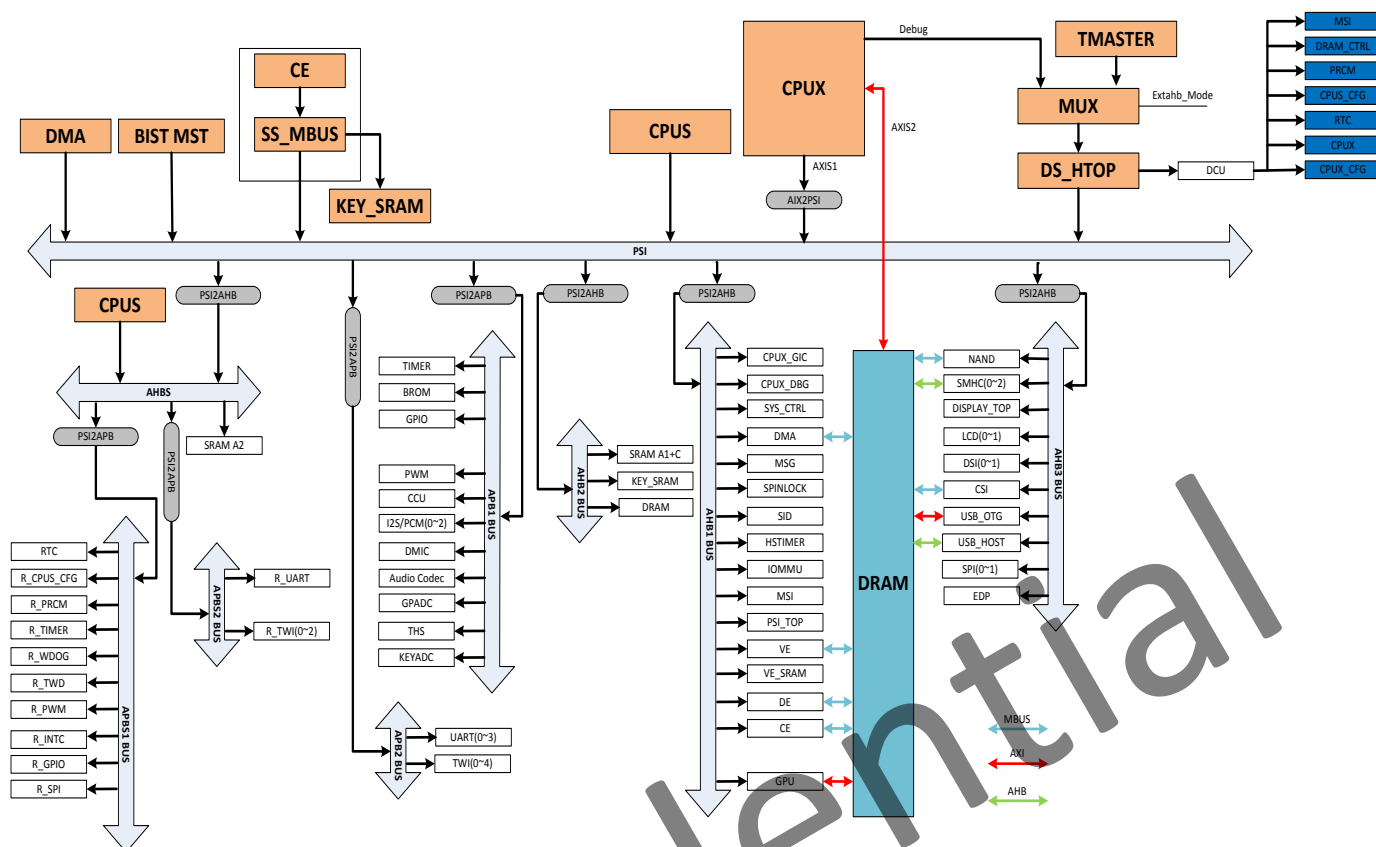 Debug
TMASTER
MSI
DRAM_CTRL
PRCM
CPUS_CFG
RTC
CPUX
CPUX_CFG
CE
CPUX
MUX
Extahb_Mode
DMA
BIST MST
SS_MBUS
CPUS
AXIS2
DS_HTOP
DCU
KEY_SRAM
AXIS1
AIX2PSI
PSI
CPUS
PSI2AHB
PSI2APB
PSI2APB
PSI2AHB
PSI2AHB
PSI2AHB
AHBS
PSI2APB
PSI2APB
SRAM A2
RTC
R_CPUS_CFG
R_PRCM
R_TIMER
R_WDOG
R_TWD
R_PWM
R_INTC
R_GPIO
R_SPI
APBS1 BUS
APBS2 BUS
R_UART
R_TWI(0~2)
TIMER
BROM
GPIO
PWM
CCU
I2S/PCM(0~2)
DMIC
Audio Codec
GPADC
THS
KEYADC
APB1 BUS
APB2 BUS
UART(0~3)
TWI(0~4)
AHB2 BUS
SRAM A1+C
KEY_SRAM
DRAM
AHB1 BUS
CPUX_GIC
CPUX_DBG
SYS_CTRL
DMA
MSG
SPINLOCK
SID
HSTIMER
IOMMU
MSI
PSI_TOP
VE
VE_SRAM
DE
CE
GPU
DRAM
NAND
SMHC(0~2)
DISPLAY_TOP
LCD(0~1)
DSI(0~1)
CSI
USB_OTG
USB_HOST
SPI(0~1)
EDP
AHB3 BUS
MBUS
AXI
AHB
lential